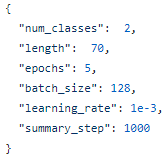 {
"num_classes": 2,
"length": 70,
"epochs": 5,
"batch_size": 128,
"learning_rate": 1e-3,
"summary_step": 1000
}